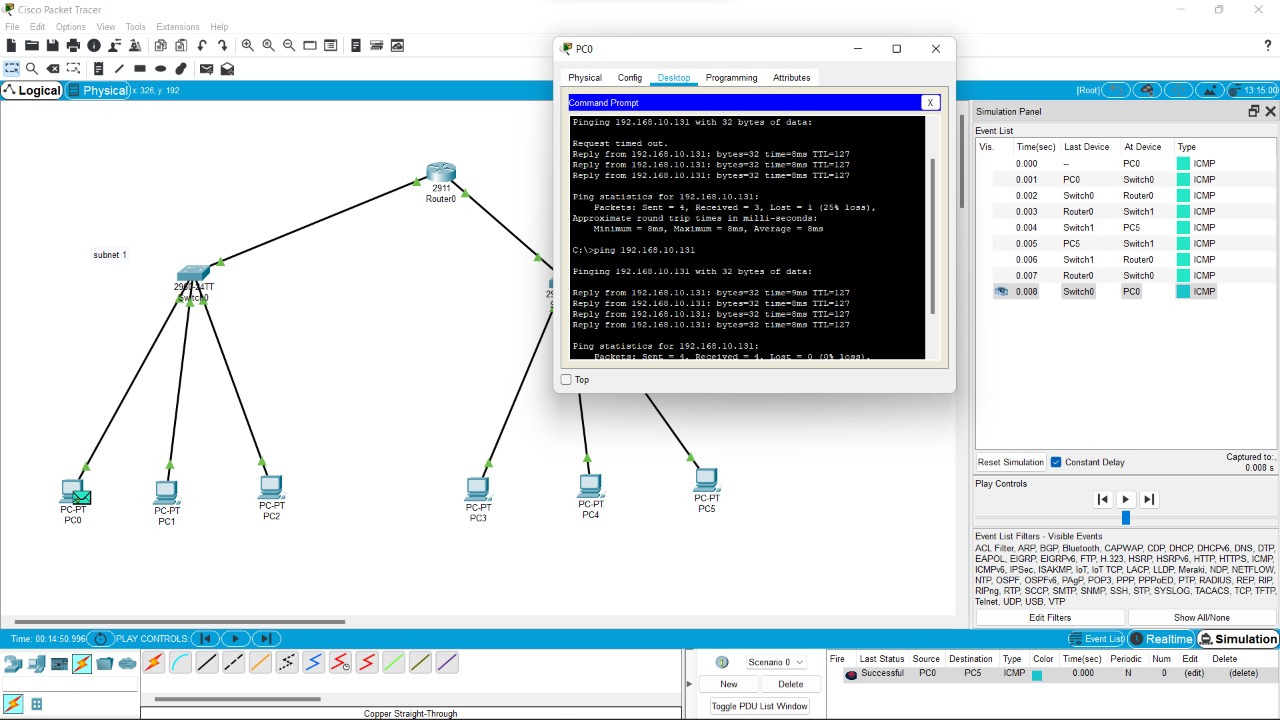 Cisco Packet Tracer
File Edit Options View Tools Extensions Help
?
Logical Physical x: 326, y: 192
[Root] 13:15:00
PC0
Physical Config Desktop Programming Attributes
Command Prompt X
Pinging 192.168.10.131 with 32 bytes of data:
Request timed out.
Reply from 192.168.10.131: bytes=32 time=8ms TTL=127
Reply from 192.168.10.131: bytes=32 time=8ms TTL=127
Reply from 192.168.10.131: bytes=32 time=8ms TTL=127
Ping statistics for 192.168.10.131:
Packets: Sent = 4, Received = 3, Lost = 1 (25% loss),
Approximate round trip times in milli-seconds:
Minimum = 8ms, Maximum = 8ms, Average = 8ms
C:\>ping 192.168.10.131
Pinging 192.168.10.131 with 32 bytes of data:
Reply from 192.168.10.131: bytes=32 time=9ms TTL=127
Reply from 192.168.10.131: bytes=32 time=8ms TTL=127
Reply from 192.168.10.131: bytes=32 time=8ms TTL=127
Reply from 192.168.10.131: bytes=32 time=8ms TTL=127
Ping statistics for 192.168.10.131:
Packets: Sent = 4, Received = 4, Lost = 0 (0% loss),
Top
2911
Router0
subnet 1
2960-24TT
Switch0
PC-PT
PC0
PC-PT
PC1
PC-PT
PC2
PC-PT
PC3
PC-PT
PC4
PC-PT
PC5
Simulation Panel
Event List
Vis. Time(sec) Last Device At Device Type
0.000 -- PC0 ICMP
0.001 PC0 Switch0 ICMP
0.002 Switch0 Router0 ICMP
0.003 Router0 Switch1 ICMP
0.004 Switch1 PC5 ICMP
0.005 PC5 Switch1 ICMP
0.006 Switch1 Router0 ICMP
0.007 Router0 Switch0 ICMP
0.008 Switch0 PC0 ICMP
Reset Simulation Constant Delay Captured to:
0.008 s
Play Controls
Event List Filters - Visible Events
ACL Filter, ARP, BGP, Bluetooth, CAPWAP, CDP, DHCP, DHCPv6, DNS, DTP,
EAPOL, EIGRP, EIGRPv6, FTP, H.323, HSRP, HSRPv6, HTTP, HTTPS, ICMP,
ICMPv6, IPSec, ISAKMP, IoT, IoT TCP, LACP, LLDP, Meraki, NDP, NETFLOW,
NTP, OSPF, OSPFv6, PAgP, POP3, PPP, PPPoED, PTP, RADIUS, REP, RIP,
RIPng, RTP, SCCP, SMTP, SNMP, SSH, STP, SYSLOG, TACACS, TCP, TFTP,
Telnet, UDP, USB, VTP
Edit Filters Show All/None
Time: 00:14:50.996 PLAY CONTROLS: Event List Realtime Simulation
Copper Straight-Through
Scenario 0
New Delete
Toggle PDU List Window
Fire Last Status Source Destination Type Color Time(sec) Periodic Num Edit Delete
Successful PC0 PC5 ICMP 0.000 N 0 (edit) (delete)